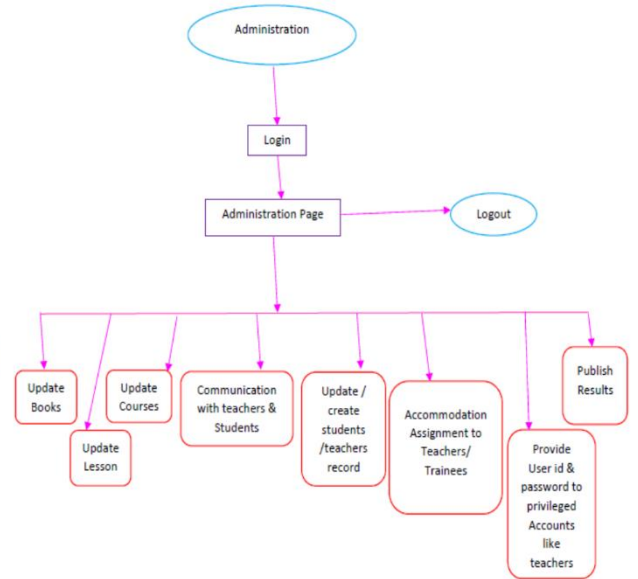 Administration
Login
Administration Page
Logout
Update
Books
Update
Lesson
Update
Courses
Communication
with teachers &
Students
Update /
create
students
/teachers
record
Accommodation
Assignment to
Teachers/
Trainees
Provide
User id &
password to
privileged
Accounts
like
teachers
Publish
Results